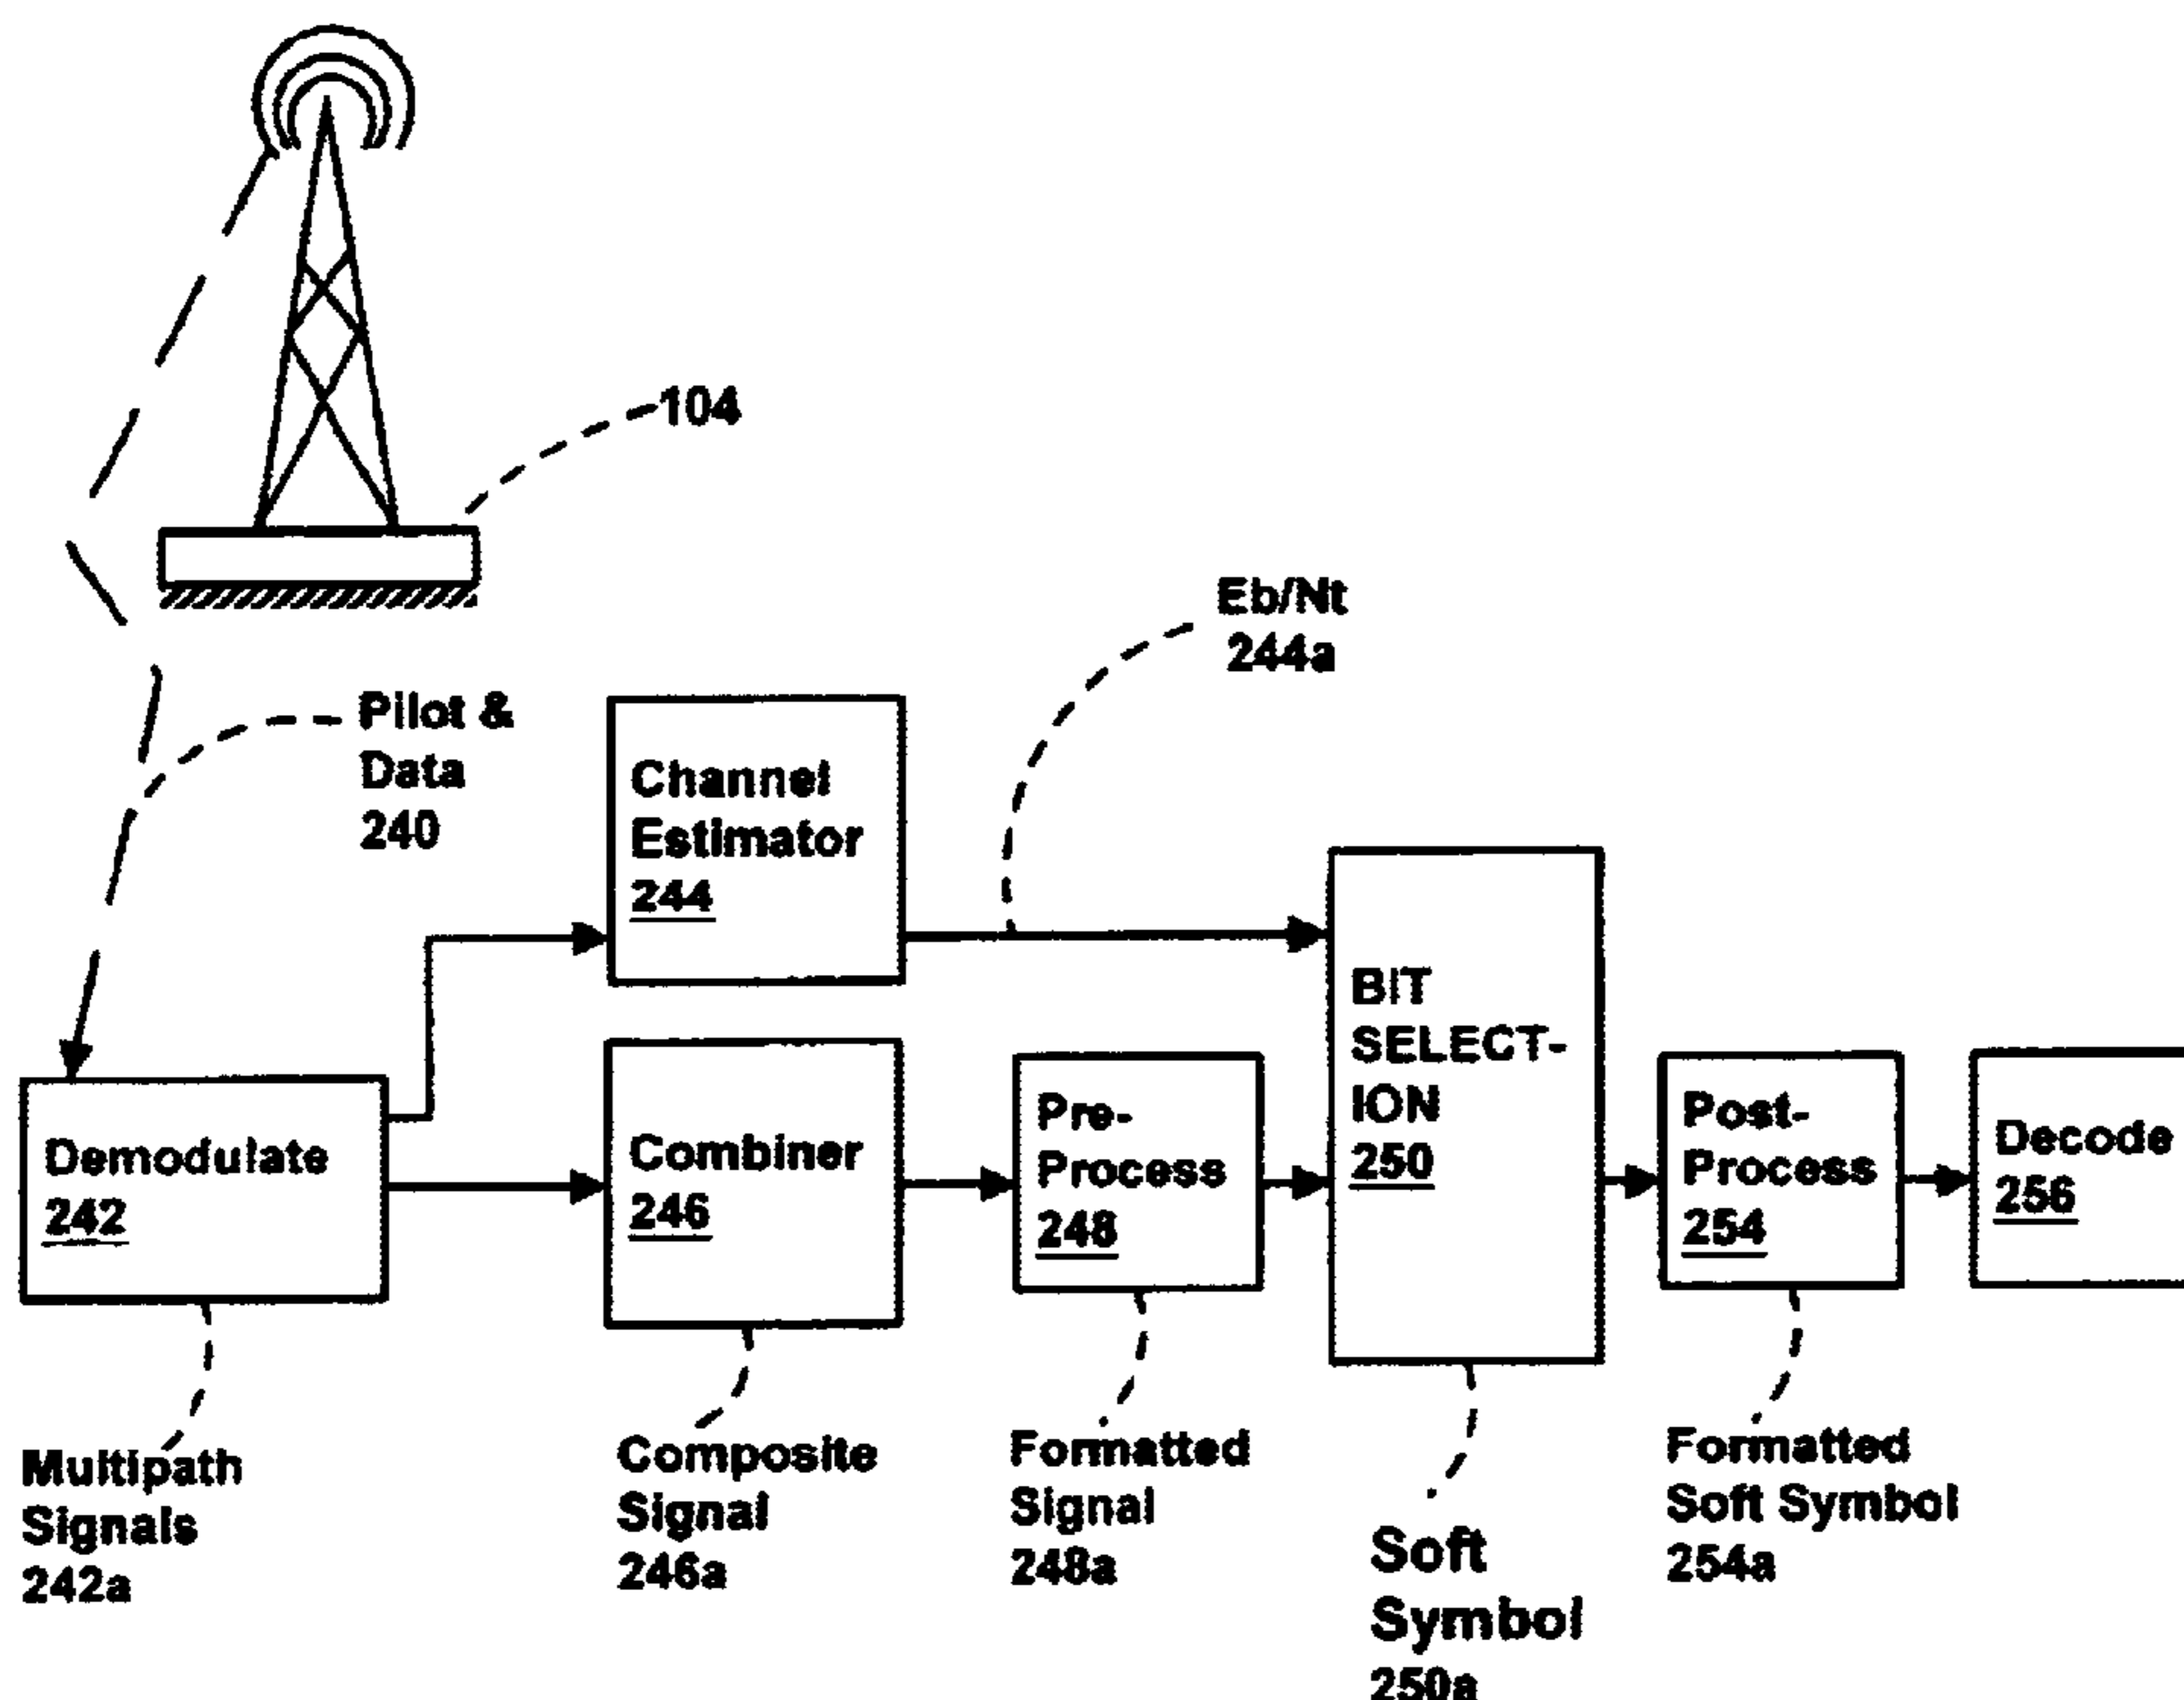 104
Eb/Nt
244a
Pilot &
Data
240
Channel
Estimator
244
BIT
SELECT-
ION
250
Demodulate
242
Combiner
246
Pre-
Process
248
Post-
Process
254
Decode
256
Multipath
Signals
242a
Composite
Signal
246a
Formatted
Signal
248a
Soft
Symbol
250a
Formatted
Soft Symbol
254a